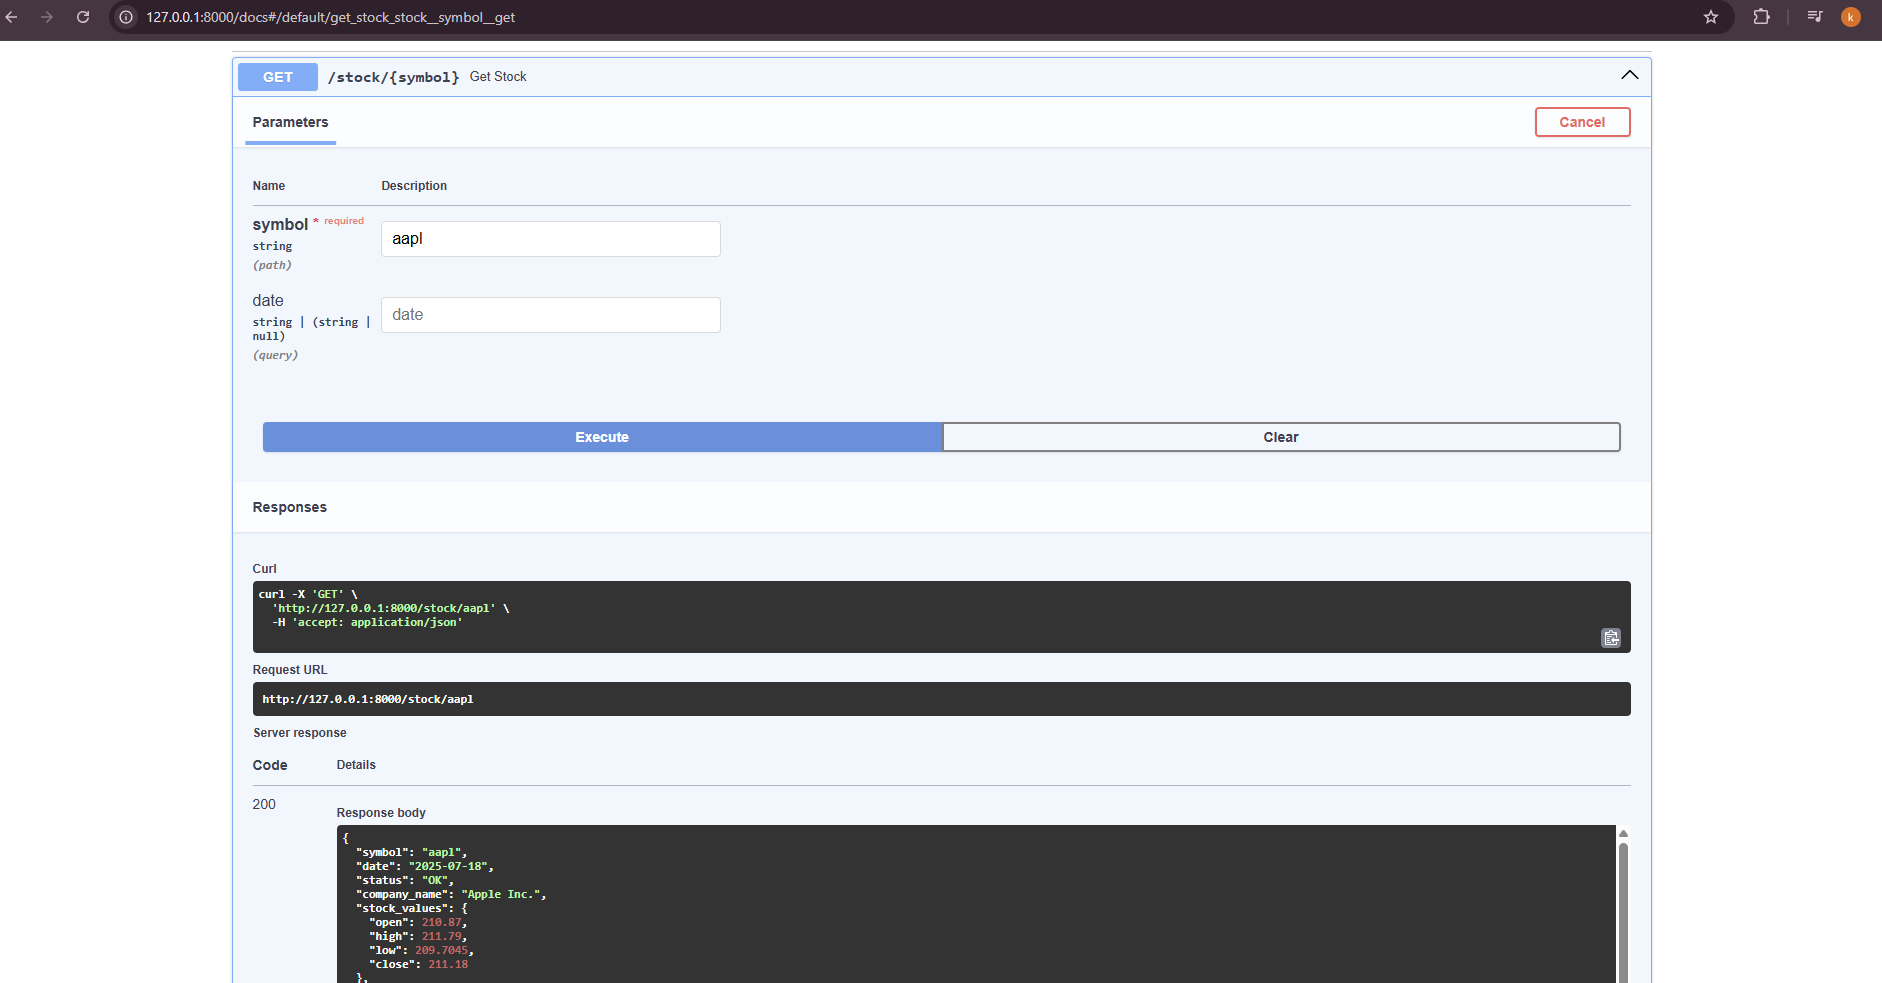 127.0.0.1:8000/docs#/default/get_stock_stock__symbol__get
k
GET /stock/{symbol} Get Stock
Parameters
Cancel
Name Description
symbol * required
string
(path)
aapl
date
string | (string |
null)
(query)
date
Execute
Clear
Responses
Curl
curl -X 'GET' \
'http://127.0.0.1:8000/stock/aapl' \
-H 'accept: application/json'
Request URL
http://127.0.0.1:8000/stock/aapl
Server response
Code Details
200
Response body
{
"symbol": "aapl",
"date": "2025-07-18",
"status": "OK",
"company_name": "Apple Inc.",
"stock_values": {
"open": 210.87,
"high": 211.79,
"low": 209.7045,
"close": 211.18
},